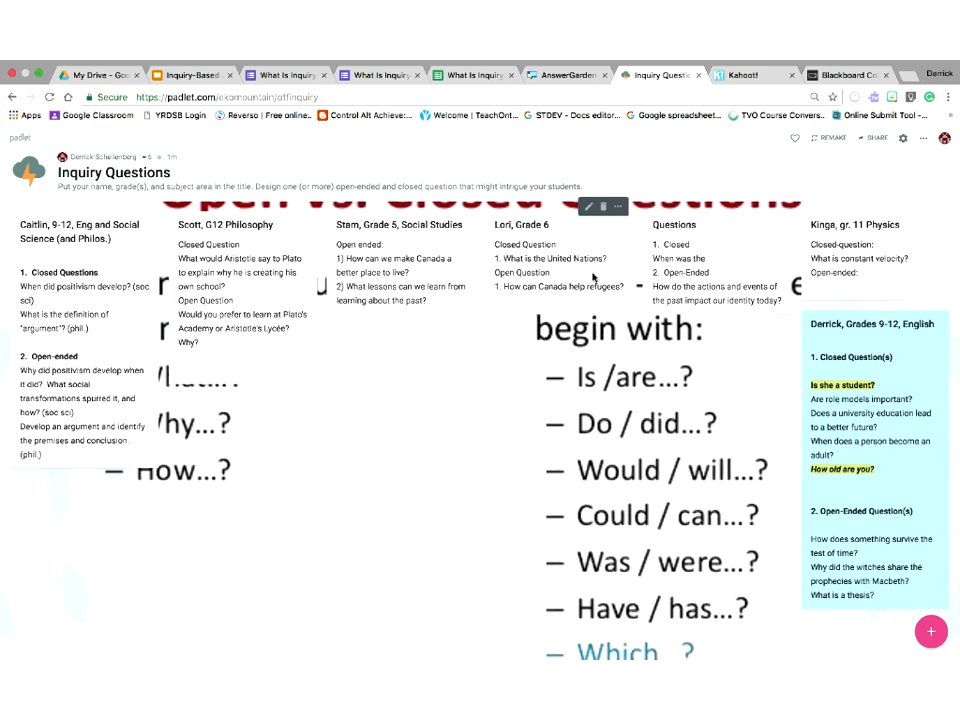 My Drive - Goo
Inquiry-Based
What Is Inquiry
What Is Inquiry
What Is Inquiry
AnswerGarden
Inquiry Questi
Kahoot!
Blackboard Co
Derrick
Secure https://padlet.com/ekomountain/otfinquiry
Apps Google Classroom YRDSB Login Reverso | Free online.. Control Alt Achieve:... Welcome | TeachOnt... STDEV - Docs editor... Google spreadsheet... TVO Course Convers.. Online Submit Tool -...
padlet
REMAKE SHARE
Derrick Schellenberg 6 1m
Inquiry Questions
Put your name, grade(s), and subject area in the title. Design one (or more) open-ended and closed question that might intrigue your students.
Open vs. Closed Questions
Caitlin, 9-12, Eng and Social
Science (and Philos.)
1. Closed Questions
When did positivism develop? (soc
sci)
What is the definition of
"argument"? (phil.)
2. Open-ended
Why did positivism develop when
it did? What social
transformations spurred it, and
how? (soc sci)
Develop an argument and identify
the premises and conclusion.
(phil.)
Scott, G12 Philosophy
Closed Question
What would Aristotle say to Plato
to explain why he is creating his
own school?
Open Question
Would you prefer to learn at Plato's
Academy or Aristotle's Lycée?
Why?
Stam, Grade 5, Social Studies
Open ended:
1) How can we make Canada a
better place to live?
2) What lessons can we learn from
learning about the past?
Lori, Grade 6
Closed Question
1. What is the United Nations?
Open Question
1. How can Canada help refugees?
Questions
1. Closed
When was the
2. Open-Ended
How do the actions and events of
the past impact our identity today?
Kinga, gr. 11 Physics
Closed-question:
What is constant velocity?
Open-ended:
Derrick, Grades 9-12, English
1. Closed Question(s)
Is she a student?
Are role models important?
Does a university education lead
to a better future?
When does a person become an
adult?
How old are you?
2. Open-Ended Question(s)
How does something survive the
test of time?
Why did the witches share the
prophecies with Macbeth?
What is a thesis?
hy...?
– How...?
begin with:
– Is /are...?
– Do / did...?
– Would / will...?
– Could / can...?
– Was / were...?
– Have / has...?
– Which...?